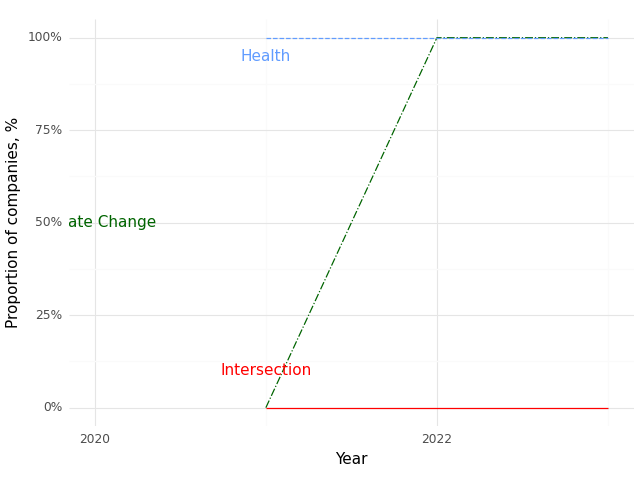 100%
Health
75%
Proportion of companies, %
50%
ate Change
25%
Intersection
0%
2020
2022
Year